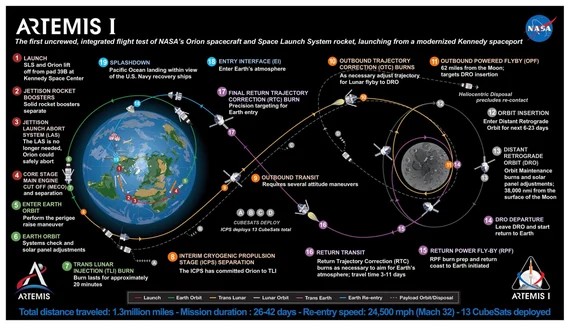 ARTEMIS I
NASA
The first uncrewed, integrated flight test of NASA's Orion spacecraft and Space Launch System rocket, launching from a modernized Kennedy spaceport
1 LAUNCH
SLS and Orion lift
off from pad 39B at
Kennedy Space Center
2 JETTISON ROCKET
BOOSTERS
Solid rocket boosters
separate
3 JETTISON
LAUNCH ABORT
SYSTEM (LAS)
The LAS is no
longer needed,
Orion could
safely abort
4 CORE STAGE
MAIN ENGINE
CUT OFF (MECO)
and separation
5 ENTER EARTH
ORBIT
Perform the perigee
raise maneuver
6 EARTH ORBIT
Systems check and
solar panel adjustments
7 TRANS LUNAR
INJECTION (TLI) BURN
Burn lasts for approximately
20 minutes
8 INTERIM CRYOGENIC PROPULSION
STAGE (ICPS) SEPARATION
The ICPS has committed Orion to TLI
9 OUTBOUND TRANSIT
Requires several attitude maneuvers
A B C D
CUBESATS DEPLOY
ICPS deploys 13 CubeSats total
10 OUTBOUND TRAJECTORY
CORRECTION (OTC) BURNS
As necessary adjust trajectory
for Lunar flyby to DRO
11 OUTBOUND POWERED FLYBY (OPF)
62 miles from the Moon;
targets DRO insertion
Heliocentric Disposal
precludes re-contact
12 ORBIT INSERTION
Enter Distant Retrograde
Orbit for next 6-23 days
13 DISTANT
RETROGRADE
ORBIT (DRO)
Orbit Maintenance
burns and solar
panel adjustments;
38,000 nmi from the
surface of the Moon
14 DRO DEPARTURE
Leave DRO and start
return to Earth
15 RETURN POWER FLY-BY (RPF)
RPF burn prep and return
coast to Earth initiated
16 RETURN TRANSIT
Return Trajectory Correction (RTC)
burns as necessary to aim for Earth's
atmosphere; travel time 3-11 days
17 FINAL RETURN TRAJECTORY
CORRECTION (RTC) BURN
Precision targeting for
Earth entry
18 ENTRY INTERFACE (EI)
Enter Earth's atmosphere
19 SPLASHDOWN
Pacific Ocean landing within view
of the U.S. Navy recovery ships
ARTEMIS
ARTEMIS I
Launch Earth Orbit Trans Lunar Lunar Orbit Trans Earth Earth Re-entry Payload Orbit/Disposal
Total distance traveled: 1.3million miles - Mission duration : 26-42 days - Re-entry speed: 24,500 mph (Mach 32) - 13 CubeSats deployed